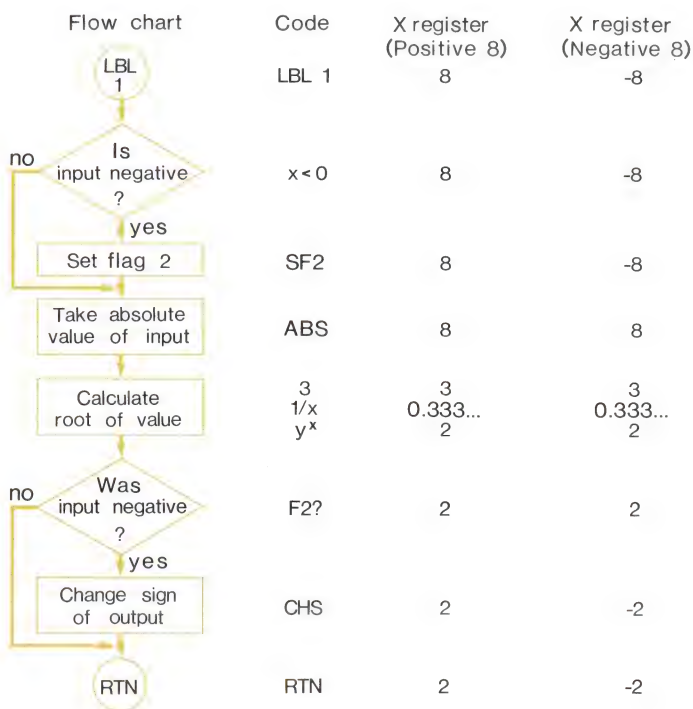 Flow chart Code X register X register
(Positive 8) (Negative 8)
LBL
1 LBL 1 8 -8
no Is
input negative x<0 8 -8
?
yes
Set flag 2 SF2 8 -8
Take absolute
value of input ABS 8 8
3 3 3
Calculate 1/x 0.333... 0.333...
root of value yˣ 2 2
no Was
input negative F2? 2 2
?
yes
Change sign
of output CHS 2 -2
RTN RTN 2 -2